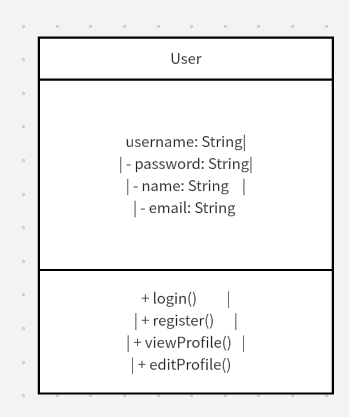 User
username: String|
| - password: String|
| - name: String   |
| - email: String
+ login()       |
| + register()     |
| + viewProfile()   |
| + editProfile()